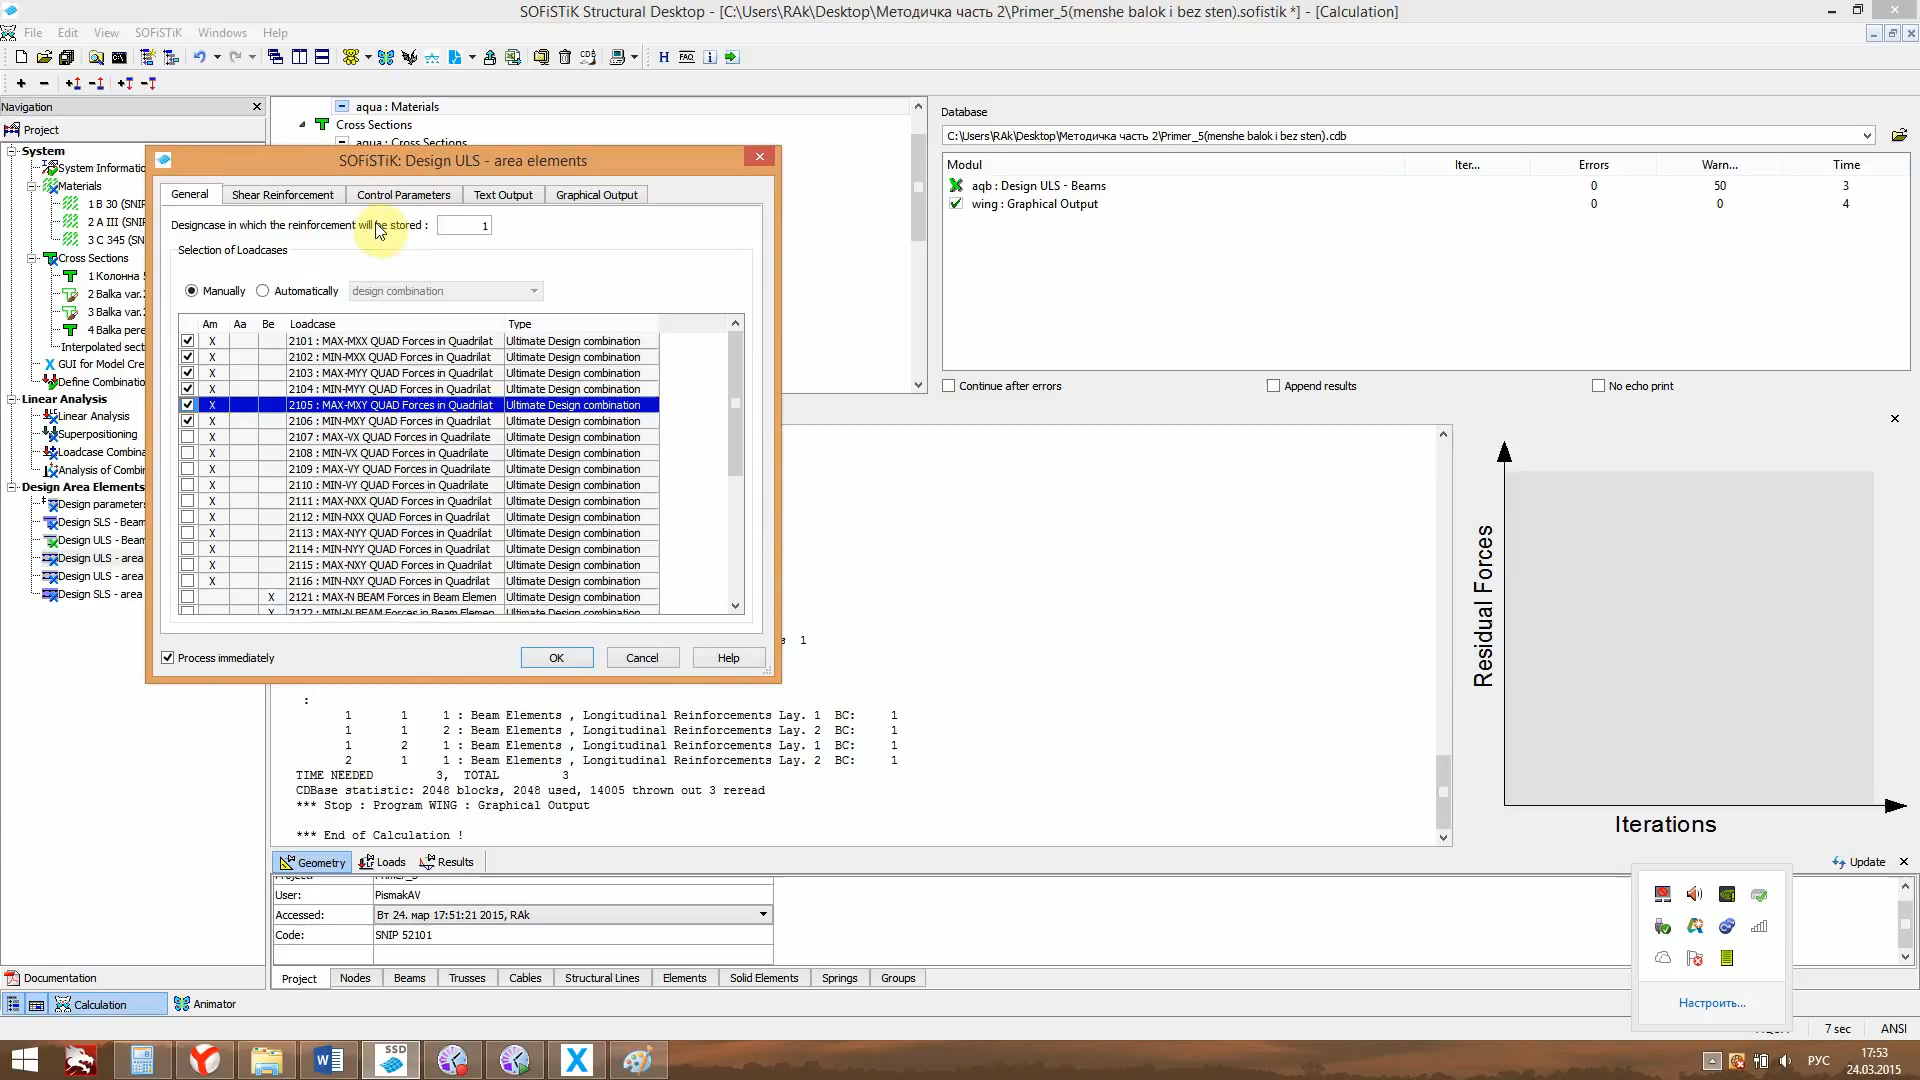 SOFiSTiK Structural Desktop - [C:\Users\RAk\Desktop\Методичка часть 2\Primer_5(menshe balok i bez sten).sofistik *] - [Calculation]
File Edit View SOFiSTiK Windows Help
Navigation
Project
System
System Informatio
Materials
1 B 30 (SNIP
2 A III (SNI
3 C 345 (SN
Cross Sections
1 Колонна
2 Balka var.
3 Balka var.
4 Balka pere
Interpolated sect
GUI for Model Cre
Define Combinatio
Linear Analysis
Linear Analysis
Superpositioning
Loadcase Combina
Analysis of Combin
Design Area Elements
Design parameters
Design SLS - Beam
Design ULS - Beam
Design ULS - area
Design ULS - area
Design SLS - area
Documentation
Calculation
Animator
aqua : Materials
Cross Sections
aqua : Cross Sections
SOFiSTiK: Design ULS - area elements
General Shear Reinforcement Control Parameters Text Output Graphical Output
Designcase in which the reinforcement will be stored : 1
Selection of Loadcases
Manually Automatically design combination
Am Aa Be Loadcase Type
X 2101 : MAX-MXX QUAD Forces in Quadrilat Ultimate Design combination
X 2102 : MIN-MXX QUAD Forces in Quadrilat Ultimate Design combination
X 2103 : MAX-MYY QUAD Forces in Quadrilat Ultimate Design combination
X 2104 : MIN-MYY QUAD Forces in Quadrilat Ultimate Design combination
X 2105 : MAX-MXY QUAD Forces in Quadrilat Ultimate Design combination
X 2106 : MIN-MXY QUAD Forces in Quadrilat Ultimate Design combination
X 2107 : MAX-VX QUAD Forces in Quadrilate Ultimate Design combination
X 2108 : MIN-VX QUAD Forces in Quadrilate Ultimate Design combination
X 2109 : MAX-VY QUAD Forces in Quadrilate Ultimate Design combination
X 2110 : MIN-VY QUAD Forces in Quadrilate Ultimate Design combination
X 2111 : MAX-NXX QUAD Forces in Quadrilat Ultimate Design combination
X 2112 : MIN-NXX QUAD Forces in Quadrilat Ultimate Design combination
X 2113 : MAX-NYY QUAD Forces in Quadrilat Ultimate Design combination
X 2114 : MIN-NYY QUAD Forces in Quadrilat Ultimate Design combination
X 2115 : MAX-NXY QUAD Forces in Quadrilat Ultimate Design combination
X 2116 : MIN-NXY QUAD Forces in Quadrilat Ultimate Design combination
X 2121 : MAX-N BEAM Forces in Beam Elemen Ultimate Design combination
X 2122 : MIN-N BEAM Forces in Beam Elemen Ultimate Design combination
Process immediately
OK Cancel Help
Database
C:\Users\RAk\Desktop\Методичка часть 2\Primer_5(menshe balok i bez sten).cdb
Modul Iter... Errors Warn... Time
aqb : Design ULS - Beams 0 50 3
wing : Graphical Output 0 0 4
Continue after errors Append results No echo print
1
:
1 1 1 : Beam Elements , Longitudinal Reinforcements Lay. 1 BC: 1
1 1 2 : Beam Elements , Longitudinal Reinforcements Lay. 2 BC: 1
1 2 1 : Beam Elements , Longitudinal Reinforcements Lay. 1 BC: 1
2 1 1 : Beam Elements , Longitudinal Reinforcements Lay. 2 BC: 1
TIME NEEDED 3, TOTAL 3
CDBase statistic: 2048 blocks, 2048 used, 14005 thrown out 3 reread
*** Stop : Program WING : Graphical Output
*** End of Calculation !
Residual Forces
Iterations
Geometry Loads Results
Update
User: PismakAV
Accessed: Вт 24. мар 17:51:21 2015, RAk
Code: SNIP 52101
Project Nodes Beams Trusses Cables Structural Lines Elements Solid Elements Springs Groups
Настроить...
7 sec ANSI
SSD
РУС
17:53
24.03.2015